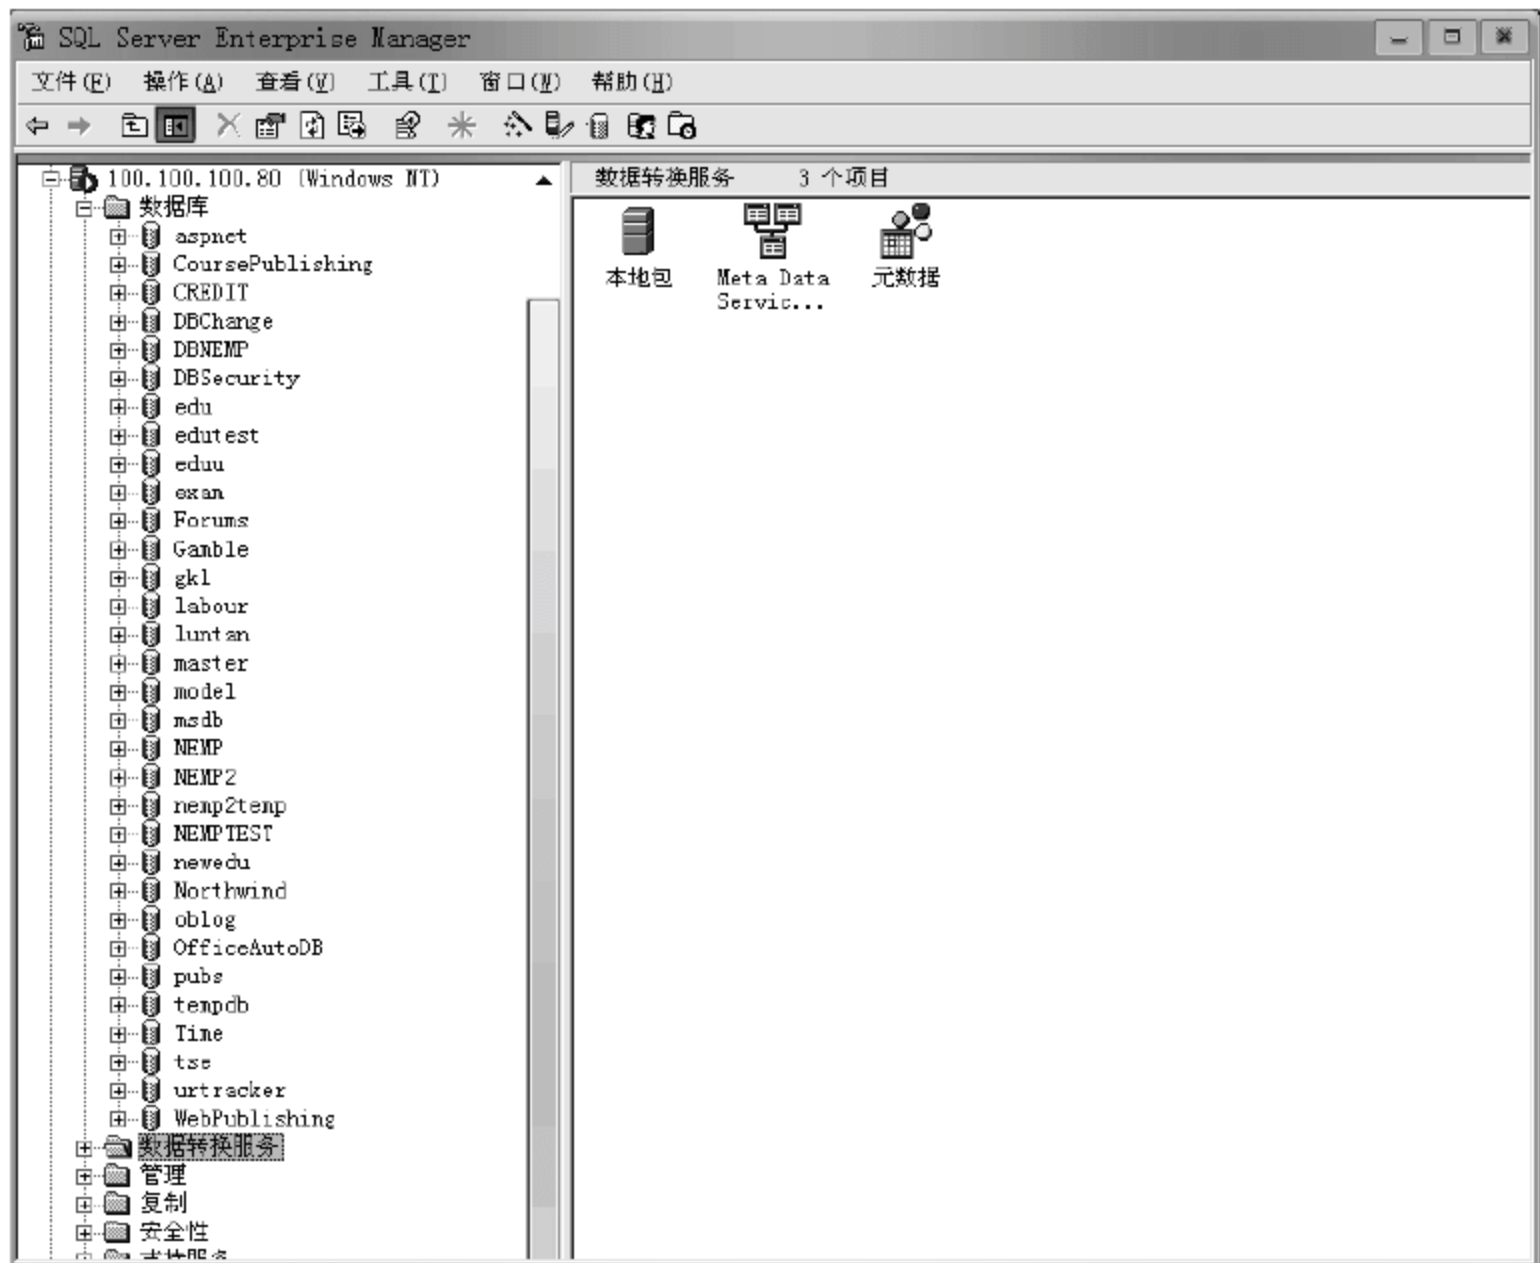 SQL Server Enterprise Manager
文件(F) 操作(A) 查看(V) 工具(T) 窗口(W) 帮助(H)
100.100.100.80 (Windows NT)
数据库
aspnet
CoursePublishing
CREDIT
DBChange
DBNEMP
DBSecurity
edu
edutest
eduu
exam
Forums
Gamble
gkl
labour
luntan
master
model
msdb
NEMP
NEMP2
nemp2temp
NEMPTEST
newedu
Northwind
oblog
OfficeAutoDB
pubs
tempdb
Time
tse
urtracker
WebPublishing
数据转换服务
管理
复制
安全性
数据转换服务 3 个项目
本地包
Meta Data
Servic...
元数据